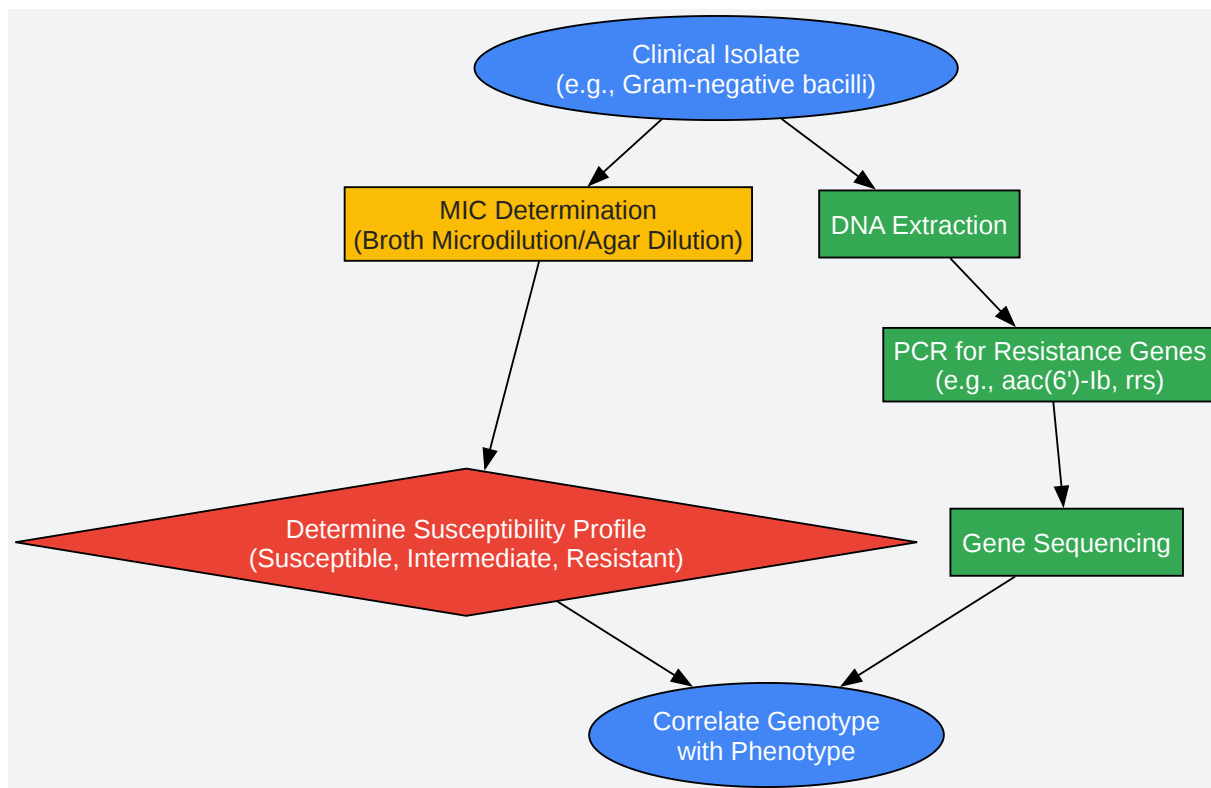 Clinical Isolate
(e.g., Gram-negative bacilli)
MIC Determination
(Broth Microdilution/Agar Dilution)
DNA Extraction
PCR for Resistance Genes
(e.g., aac(6')-Ib, rrs)
Determine Susceptibility Profile
(Susceptible, Intermediate, Resistant)
Gene Sequencing
Correlate Genotype
with Phenotype